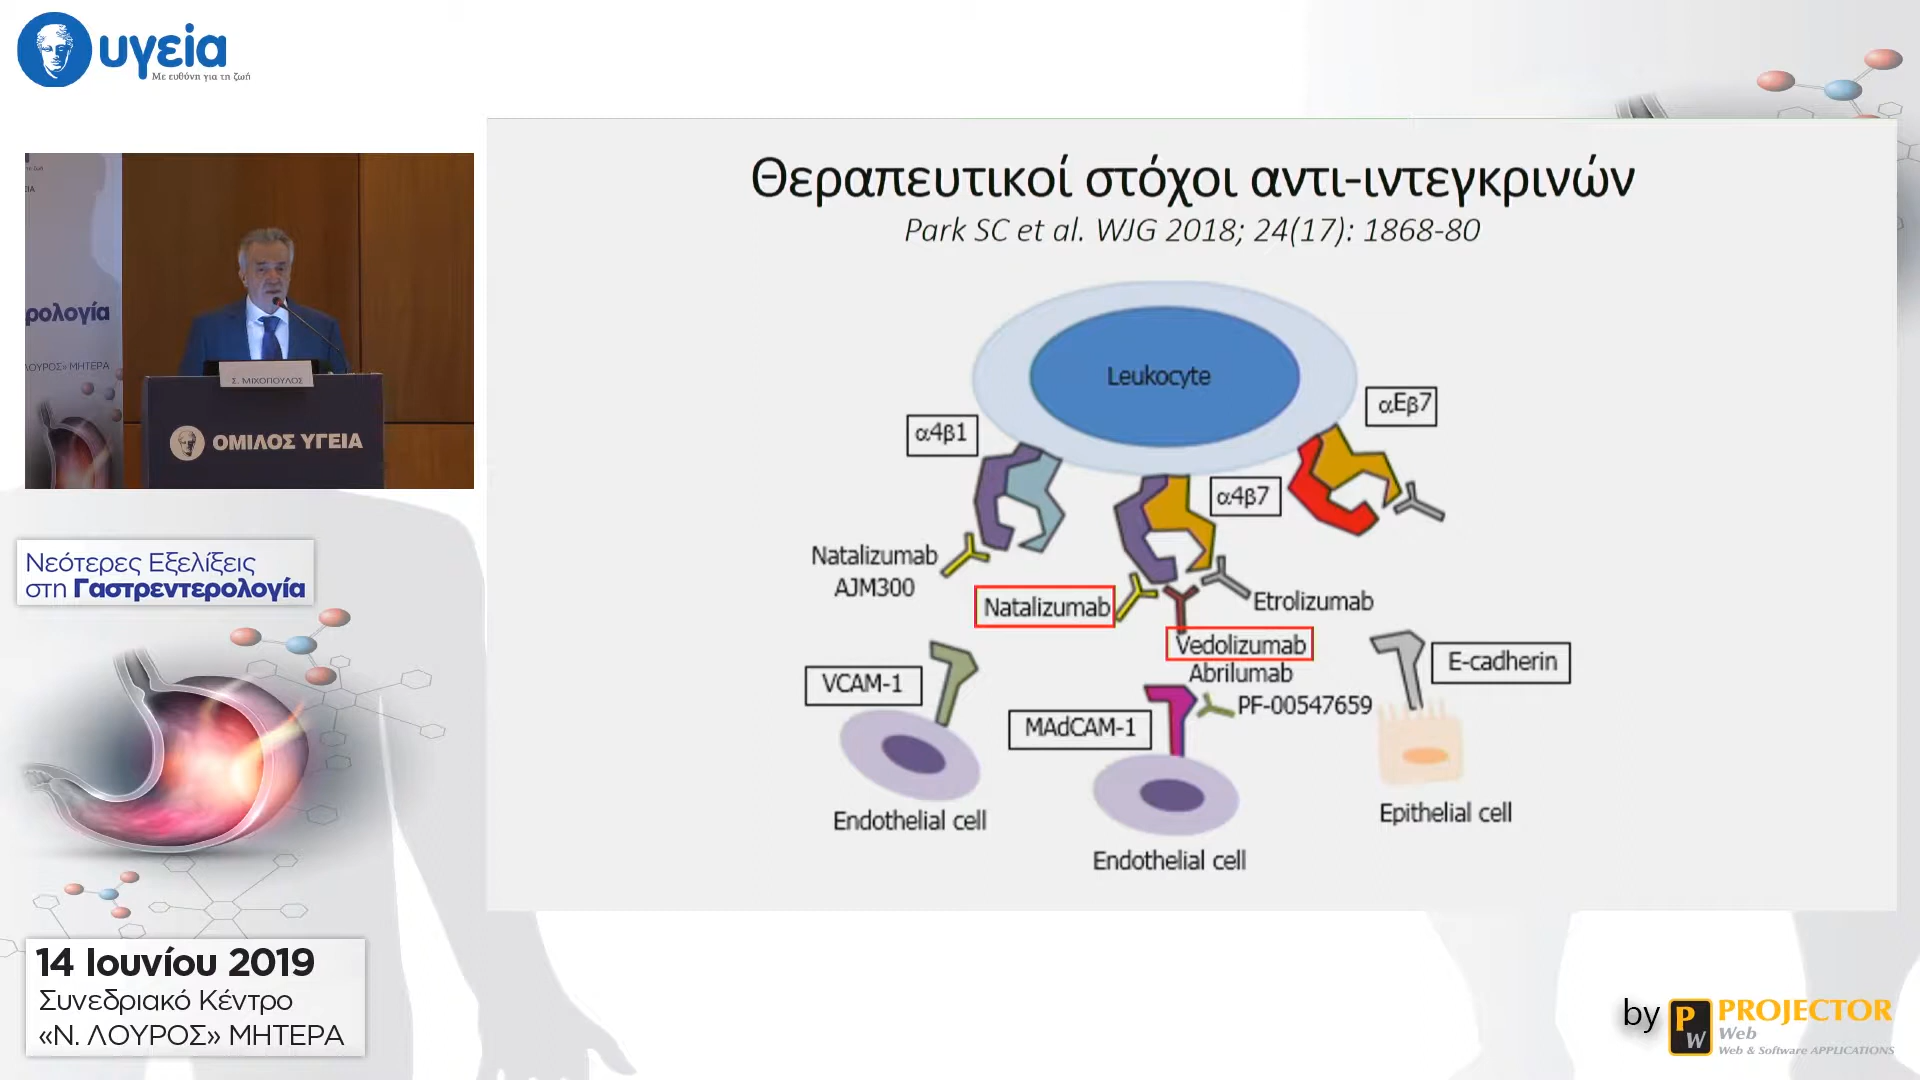 υγεία
Με ευθύνη για τη ζωή
ρολογία
ΛΟΥΡΟΣ» ΜΗΤΕΡΑ
Σ. ΜΙΧΟΠΟΥΛΟΣ
ΟΜΙΛΟΣ ΥΓΕΙΑ
Νεότερες Εξελίξεις
στη Γαστρεντερολογία
14 Ιουνίου 2019
Συνεδριακό Κέντρο
«Ν. ΛΟΥΡΟΣ» ΜΗΤΕΡΑ
Θεραπευτικοί στόχοι αντι-ιντεγκρινών
Park SC et al. WJG 2018; 24(17): 1868-80
Leukocyte
αEβ7
α4β1
α4β7
Natalizumab
AJM300
Natalizumab
Etrolizumab
Vedolizumab
Abrilumab
PF-00547659
VCAM-1
MAdCAM-1
E-cadherin
Endothelial cell
Endothelial cell
Epithelial cell
by PROJECTOR
PW
Web
Web & Software APPLICATIONS